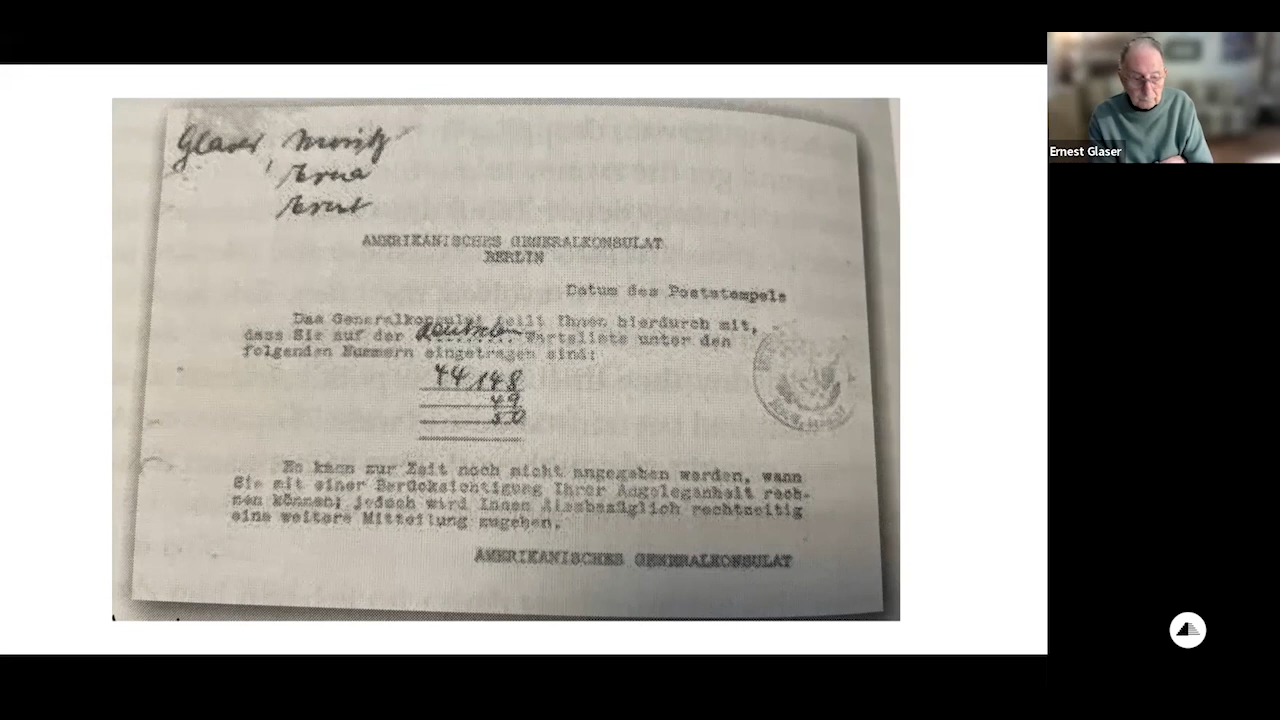 Glaser, Moritz
Erna
Ernst
AMERIKANISCHES GENERALKONSULAT
BERLIN
Datum des Poststempels
Das Generalkonsulat teilt Ihnen hierdurch mit,
dass Sie auf der deutschen Warteliste unter den
folgenden Nummern eingetragen sind:
44148
49
50
Es kann zur Zeit noch nicht angegeben werden, wann
Sie mit einer Berücksichtigung Ihrer Angelegenheit rech-
nen können; jedoch wird Ihnen diesbezüglich rechtzeitig
eine weitere Mitteilung zugehen.
AMERIKANISCHES GENERALKONSULAT
Ernest Glaser